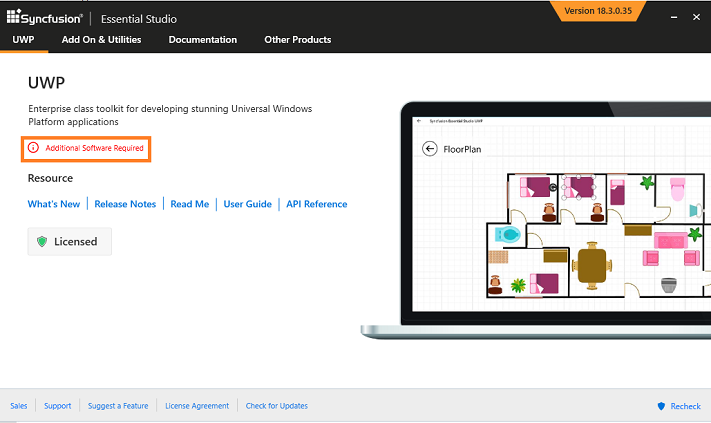 Syncfusion Essential Studio
Version 18.3.0.35
UWP Add On & Utilities Documentation Other Products
UWP
Enterprise class toolkit for developing stunning Universal Windows
Platform applications
Additional Software Required
Resource
What's New Release Notes Read Me User Guide API Reference
Licensed
Syncfusion Essential Studio UWP
FloorPlan
Sales Support Suggest a Feature License Agreement Check for Updates
Recheck